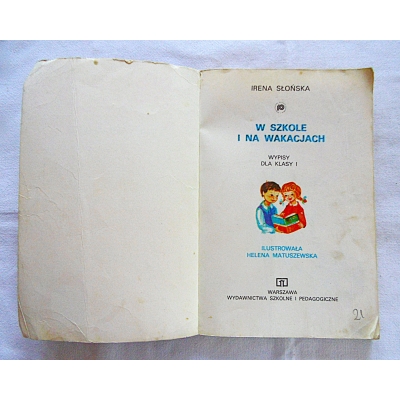 IRENA SŁOŃSKA
W SZKOLE
I NA WAKACJACH
WYPISY
DLA KLASY I
ILUSTROWAŁA
HELENA MATUSZEWSKA
WARSZAWA
WYDAWNICTWA SZKOLNE I PEDAGOGICZNE
21